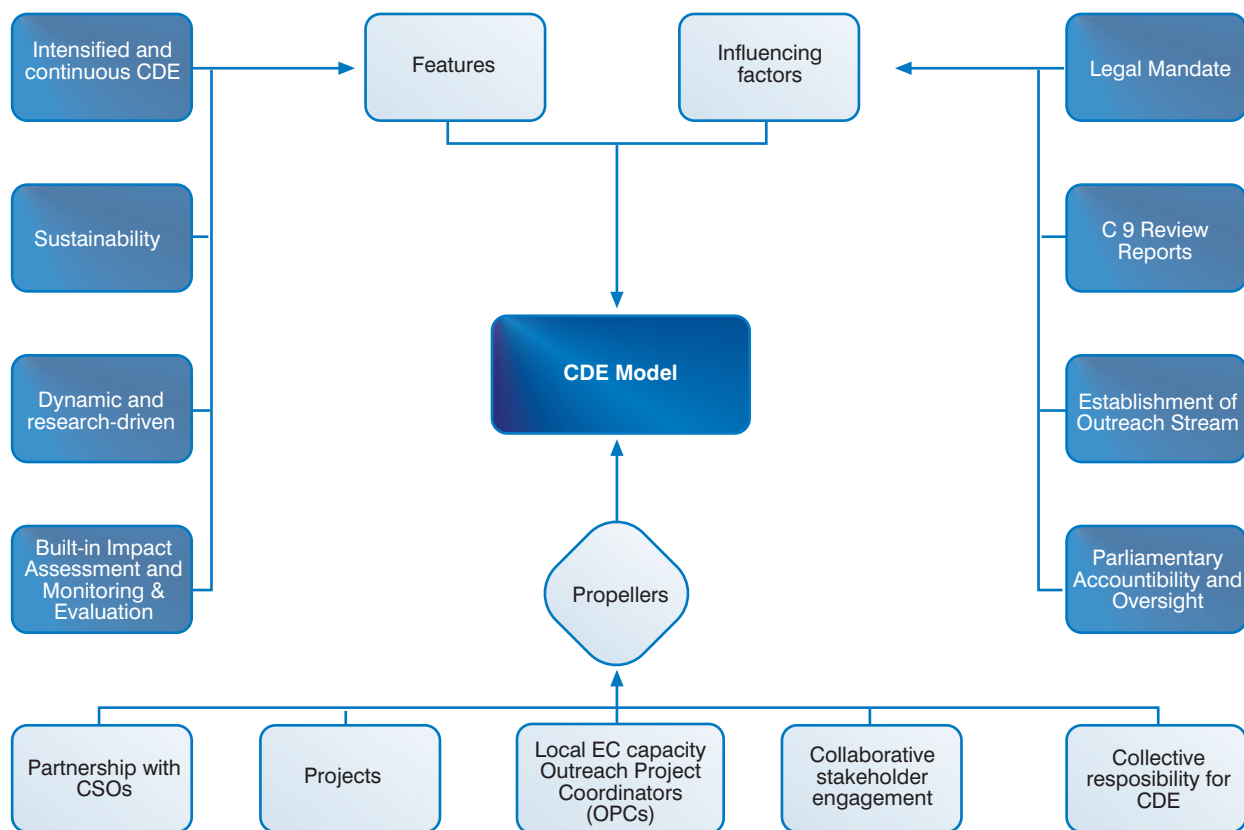 Intensified and
continuous CDE
Features
Influencing
factors
Legal Mandate
Sustainability
C 9 Review
Reports
CDE Model
Dynamic and
research-driven
Establishment of
Outreach Stream
Built-in Impact
Assessment and
Monitoring &
Evaluation
Propellers
Parliamentary
Accountibility and
Oversight
Partnership with
CSOs
Projects
Local EC capacity
Outreach Project
Coordinators
(OPCs)
Collaborative
stakeholder
engagement
Collective
resposibility for
CDE